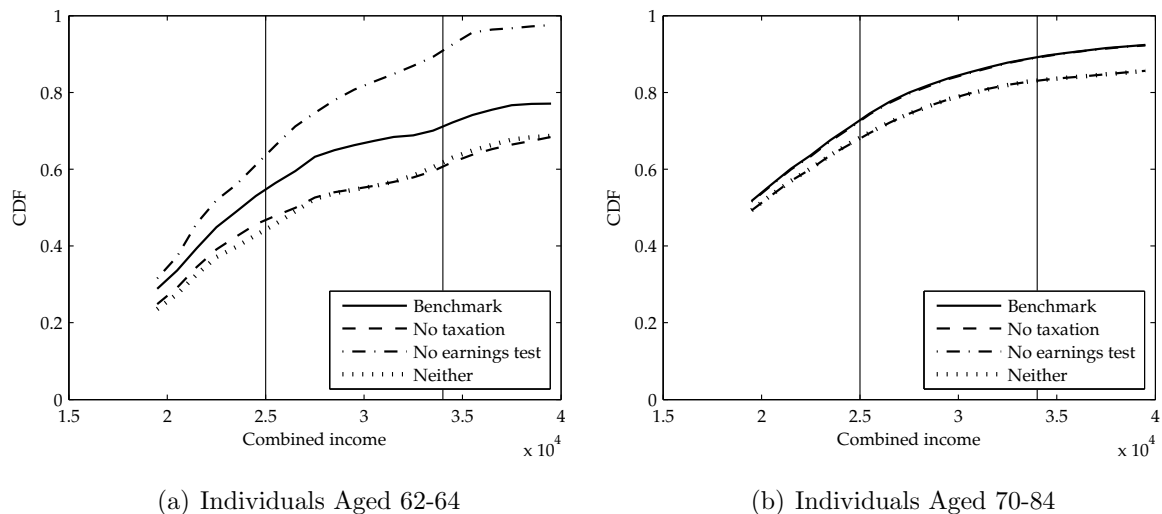 1
0.8
0.6
0.4
0.2
0
CDF
1.5 2 2.5 3 3.5 4
Combined income
x 10^4
Benchmark
No taxation
No earnings test
Neither
(a) Individuals Aged 62-64
1
0.8
0.6
0.4
0.2
0
CDF
1.5 2 2.5 3 3.5 4
Combined income
x 10^4
Benchmark
No taxation
No earnings test
Neither
(b) Individuals Aged 70-84